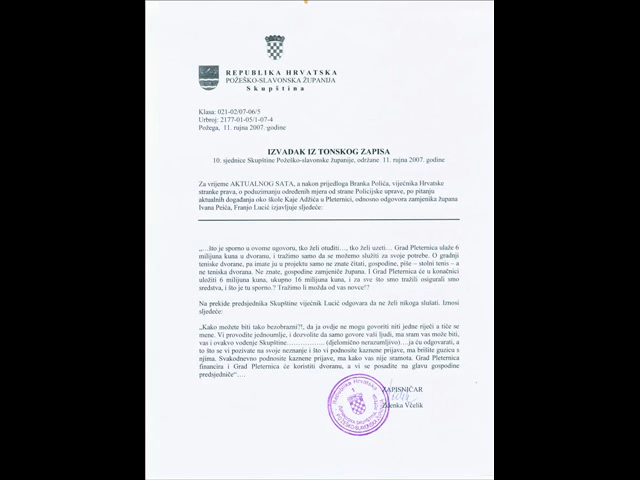 REPUBLIKA HRVATSKA
POŽEŠKO-SLAVONSKA ŽUPANIJA
Skupština
Klasa: 021-02/07-06/5
Urbroj: 2177-01-05/1-07-4
Požega, 11. rujna 2007. godine
IZVADAK IZ TONSKOG ZAPISA
10. sjednice Skupštine Požeško-slavonske županije, održane 11. rujna 2007. godine
Za vrijeme AKTUALNOG SATA, a nakon prijedloga Branka Polića, vijećnika Hrvatske
stranke prava, o poduzimanju određenih mjera od strane Policijske uprave, po pitanju
aktualnih događanja oko škole Kaje Adžića u Pleternici, odnosno odgovora zamjenika župana
Ivana Peića, Franjo Lucić izjavljuje sljedeće:
„…što je sporno u ovome ugovoru, tko želi otuđiti…, tko želi uzeti… Grad Pleternica ulaže 6
milijuna kuna u dvoranu, i tražimo samo da se možemo služiti za svoje potrebe. O gradnji
teniske dvorane, pa imate ju u projektu samo ne znate čitati, gospodine, piše – stolni tenis – a
ne teniska dvorana. Ne znate, gospodine zamjeniče župana. I Grad Pleternica će u konačnici
uložiti 6 milijuna kuna, ukupno 16 milijuna kuna, i za sve što smo tražili osigurali smo
sredstva, i što je tu sporno.? Tražimo li možda od vas novce!?
Na prekide predsjednika Skupštine vijećnik Lucić odgovara da ne želi nikoga slušati. Iznosi
sljedeće:
„Kako možete biti tako bezobrazni?!, da ja ovdje ne mogu govoriti niti jedne riječi a tiče se
mene. Vi provodite jednoumlje, i dozvolite da samo govore vaši ljudi, ma sram vas može biti,
vas i ovakvo vođenje Skupštine……………… (djelomično nerazumljivo)….ja ću odgovarati, a
to što se vi pozivate na svoje neznanje i što vi podnosite kaznene prijave, ma brišite guzicu s
njima. Svakodnevno podnosite kaznene prijave, ma kako vas nije sramota. Grad Pleternica
financira i Grad Pleternica će koristiti dvoranu, a vi se posadite na glavu gospodine
predsjedniče“….
ZAPISNIČAR
Zdenka Včelik